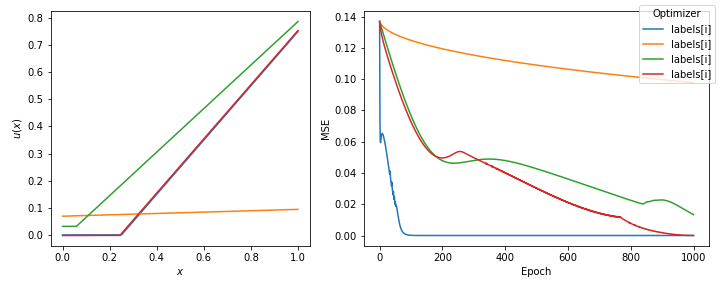 0.8
0.7
0.6
0.5
0.4
0.3
0.2
0.1
0.0
u(x)
0.0 0.2 0.4 0.6 0.8 1.0
x
0.14
0.12
0.10
0.08
0.06
0.04
0.02
0.00
MSE
0 200 400 600 800 1000
Epoch
Optimizer
labels[i]
labels[i]
labels[i]
labels[i]